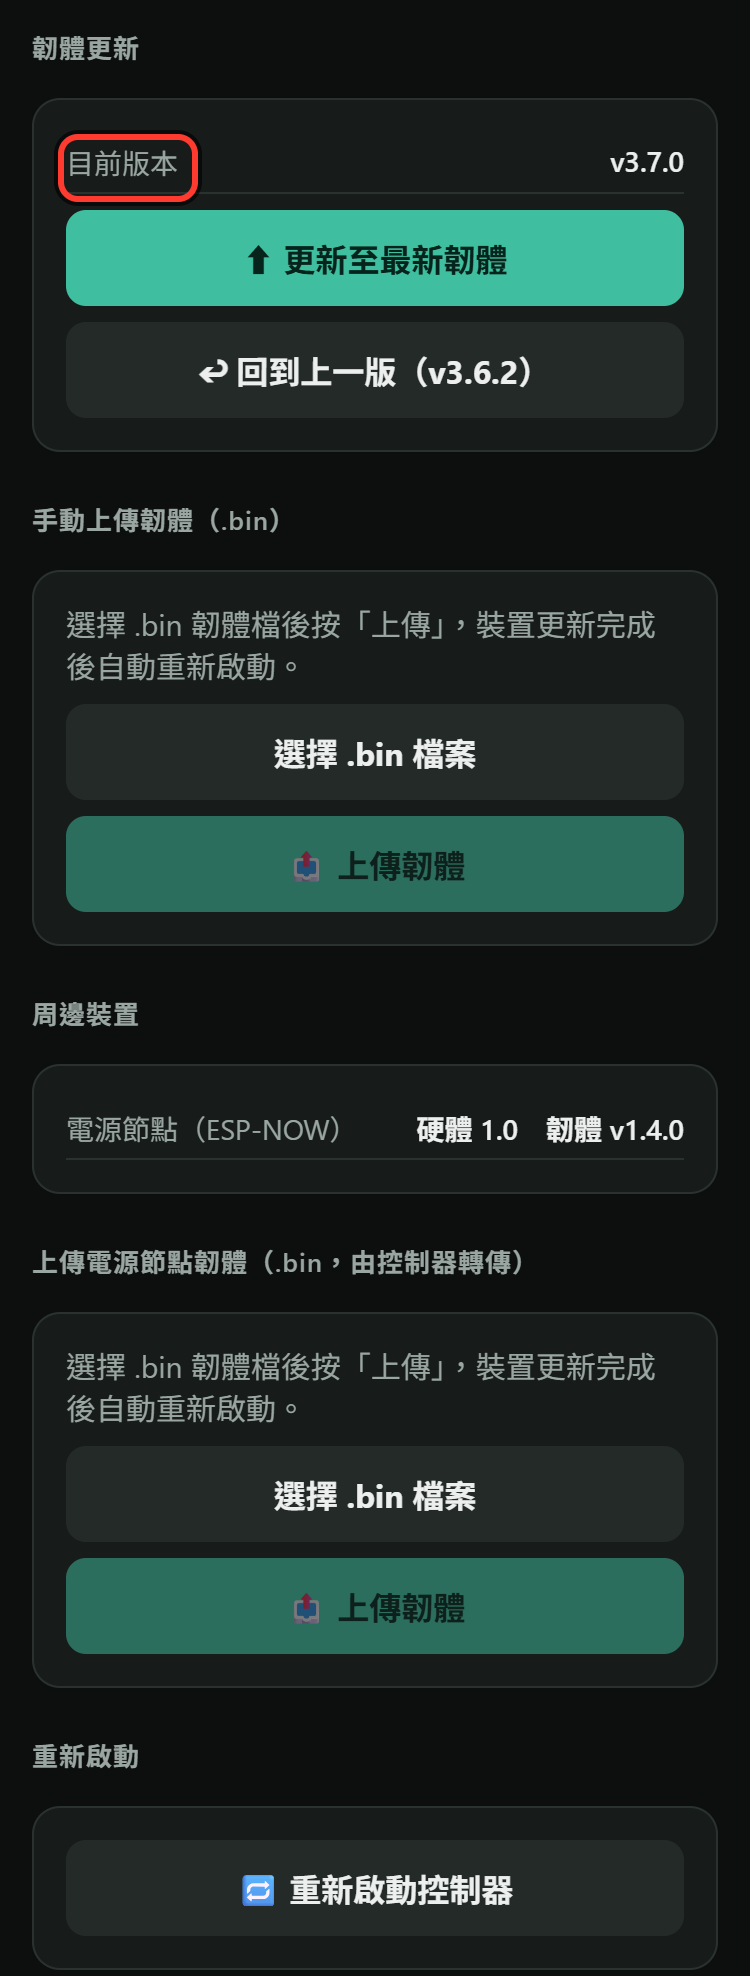 韌體更新
目前版本 v3.7.0
⬆ 更新至最新韌體
↩ 回到上一版（v3.6.2）
手動上傳韌體（.bin）
選擇 .bin 韌體檔後按「上傳」，裝置更新完成
後自動重新啟動。
選擇 .bin 檔案
📤 上傳韌體
周邊裝置
電源節點（ESP-NOW） 硬體 1.0 韌體 v1.4.0
上傳電源節點韌體（.bin，由控制器轉傳）
選擇 .bin 韌體檔後按「上傳」，裝置更新完成
後自動重新啟動。
選擇 .bin 檔案
📤 上傳韌體
重新啟動
🔁 重新啟動控制器